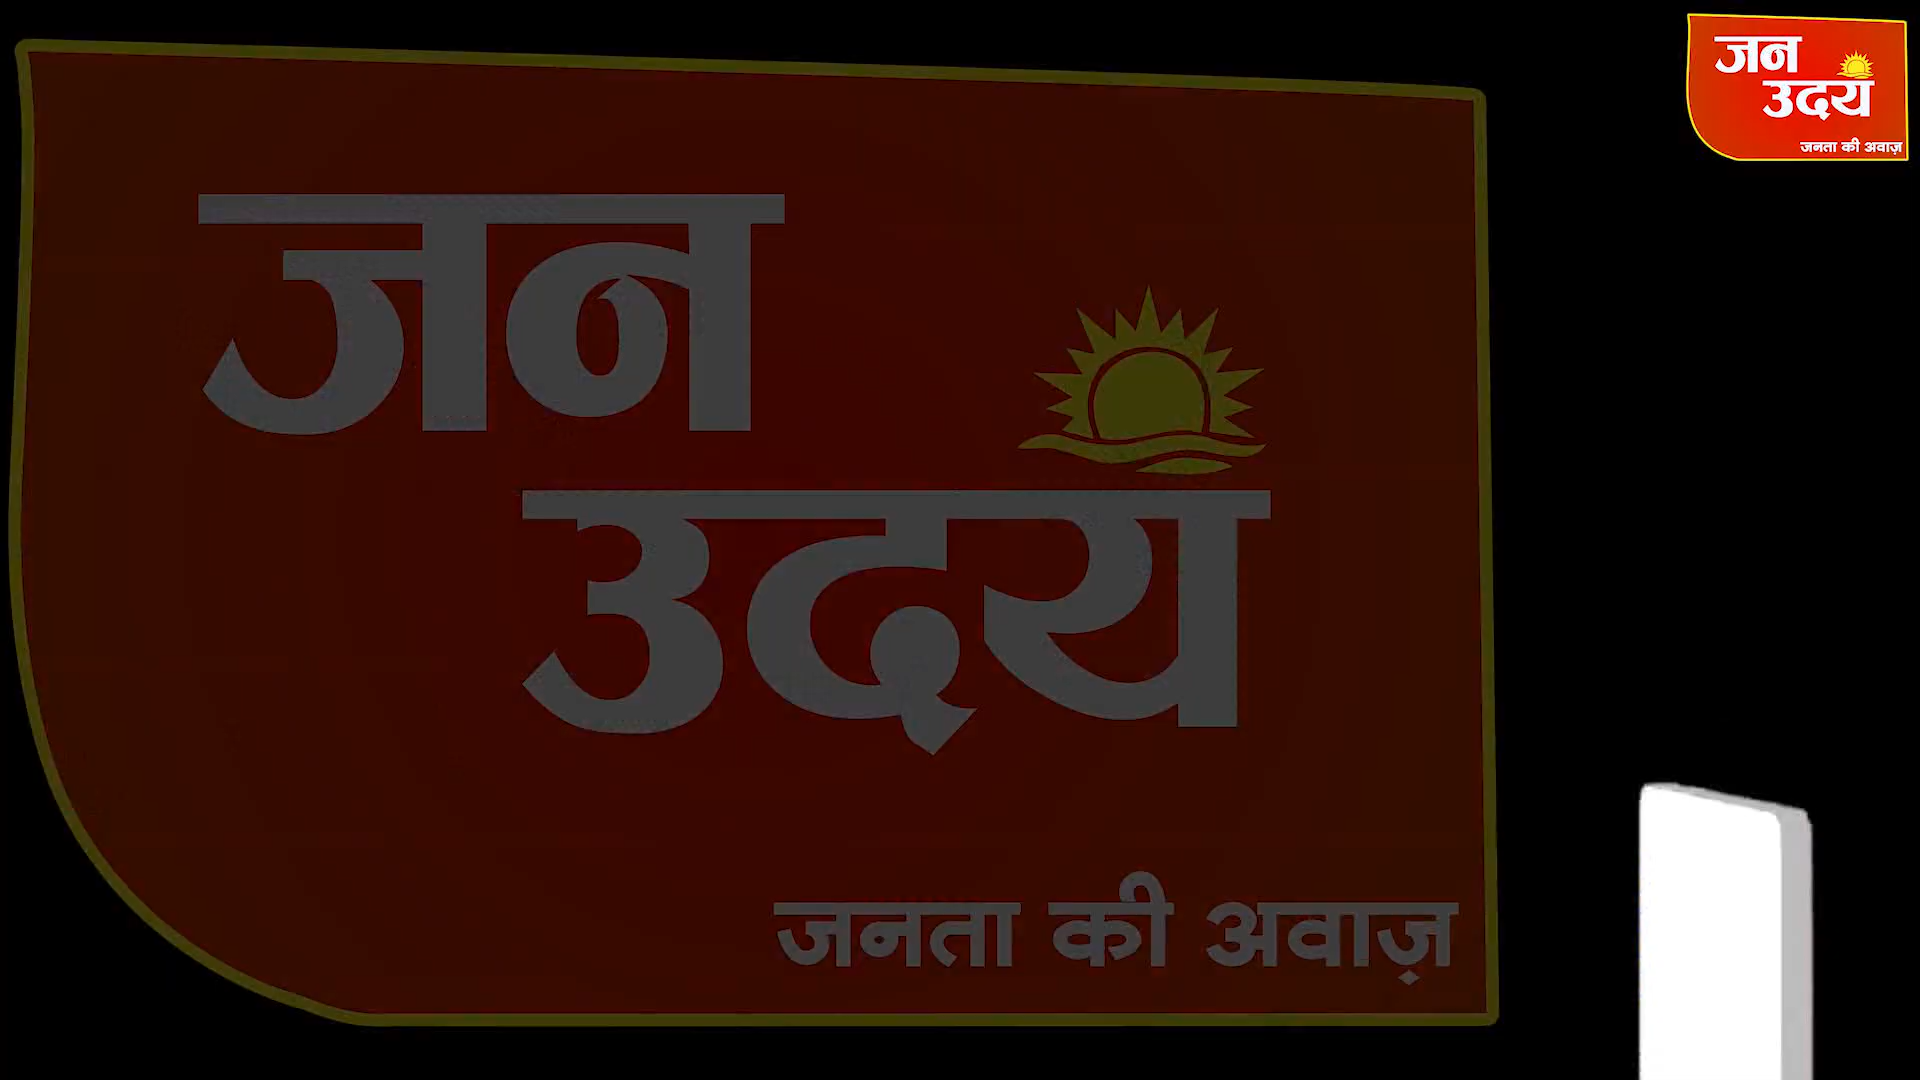 जन
उदय
जनता की अवाज़
जन
उदय
जनता की अवाज़